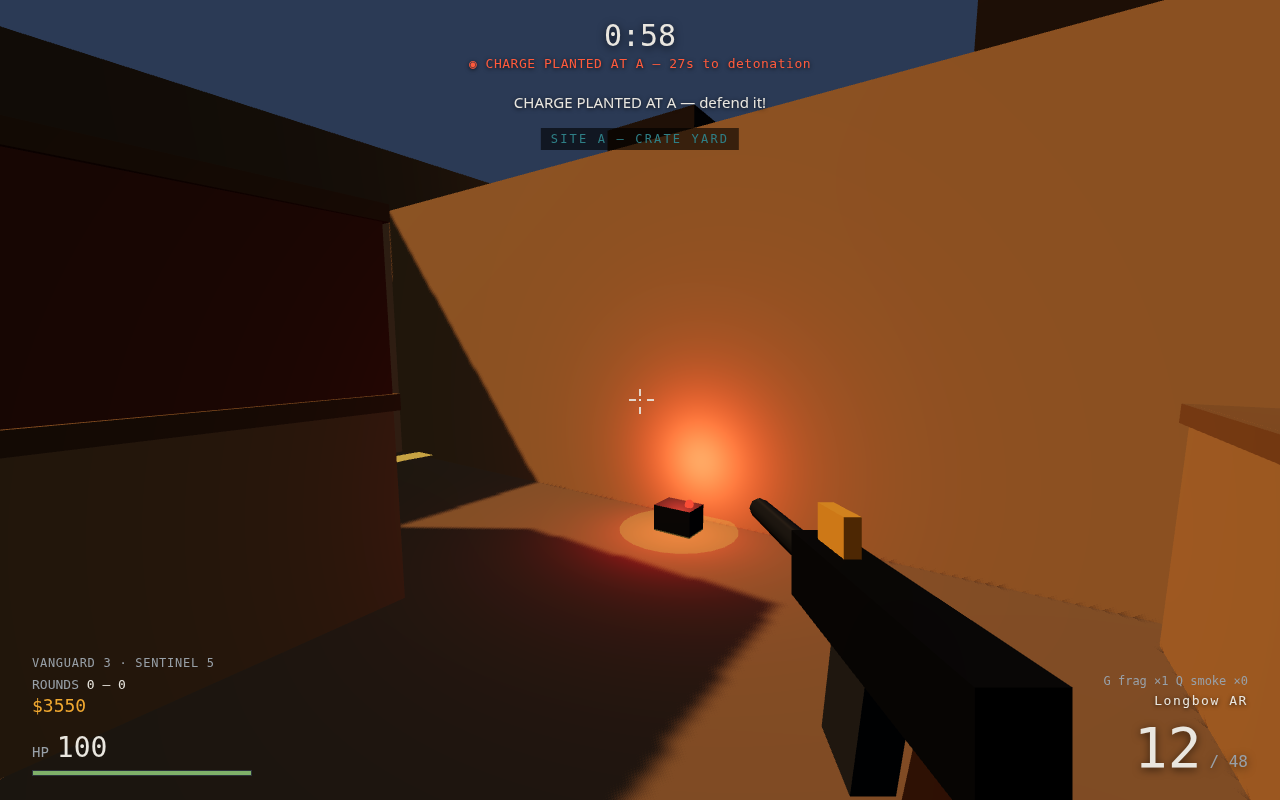 0:58
◉ CHARGE PLANTED AT A — 27s to detonation
CHARGE PLANTED AT A — defend it!
SITE A — CRATE YARD
VANGUARD 3 · SENTINEL 5
ROUNDS 0 — 0
$3550
HP 100
G frag ×1 Q smoke ×0
Longbow AR
12 / 48